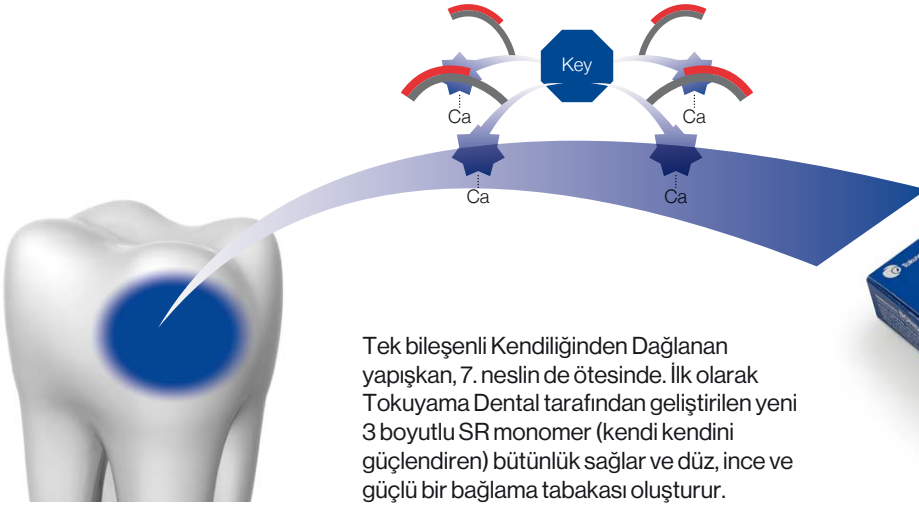 Key
Ca
Ca
Ca
Ca
Tek bileşenli Kendiliğinden Dağlanan
yapışkan, 7. neslin de ötesinde. İlk olarak
Tokuyama Dental tarafından geliştirilen yeni
3 boyutlu SR monomer (kendi kendini
güçlendiren) bütünlük sağlar ve düz, ince ve
güçlü bir bağlama tabakası oluşturur.